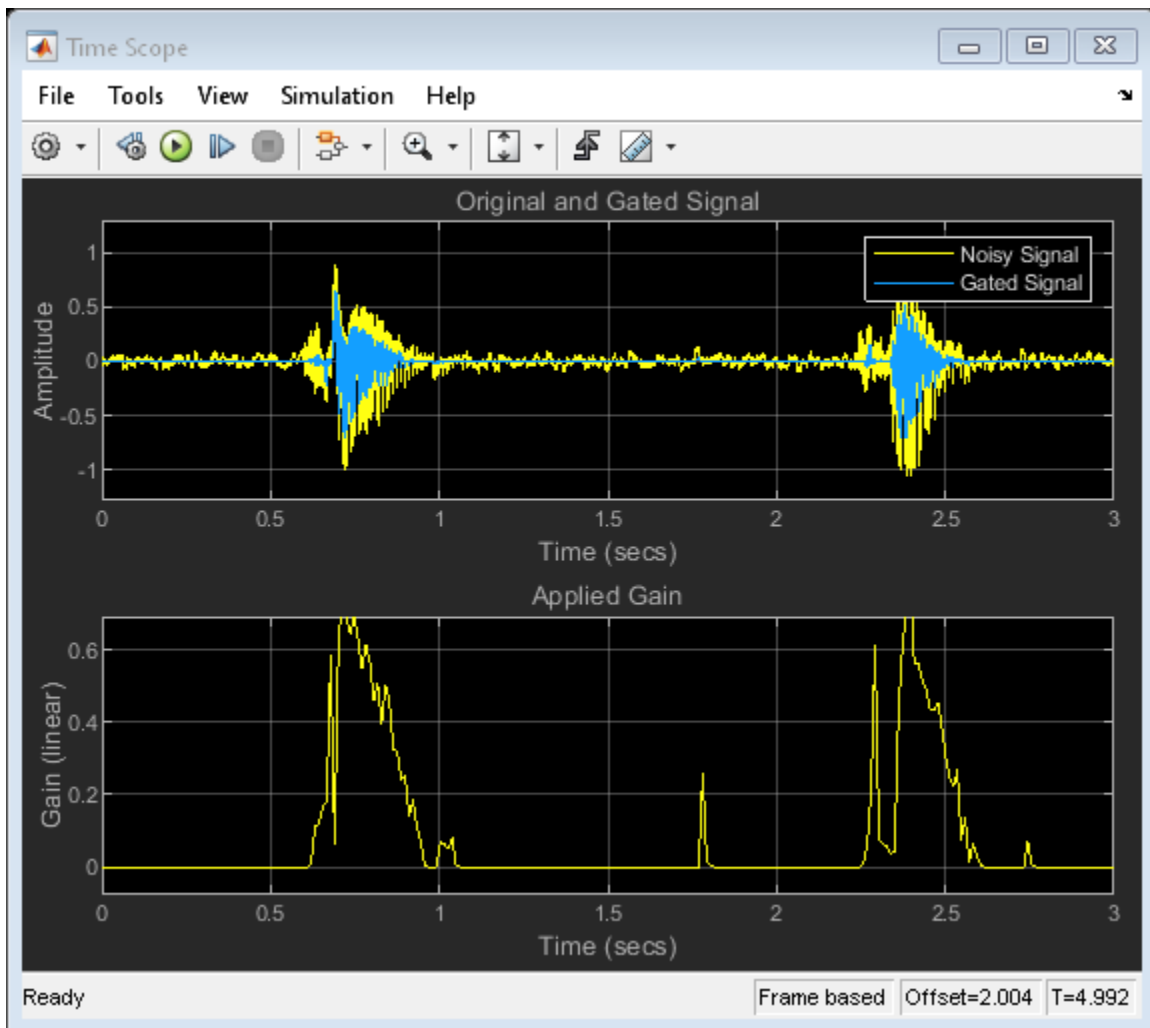 Time Scope
File Tools View Simulation Help
Original and Gated Signal
Noisy Signal
Gated Signal
Amplitude
1
0.5
0
-0.5
-1
0 0.5 1 1.5 2 2.5 3
Time (secs)
Applied Gain
Gain (linear)
0.6
0.4
0.2
0
0 0.5 1 1.5 2 2.5 3
Time (secs)
Ready Frame based Offset=2.004 T=4.992